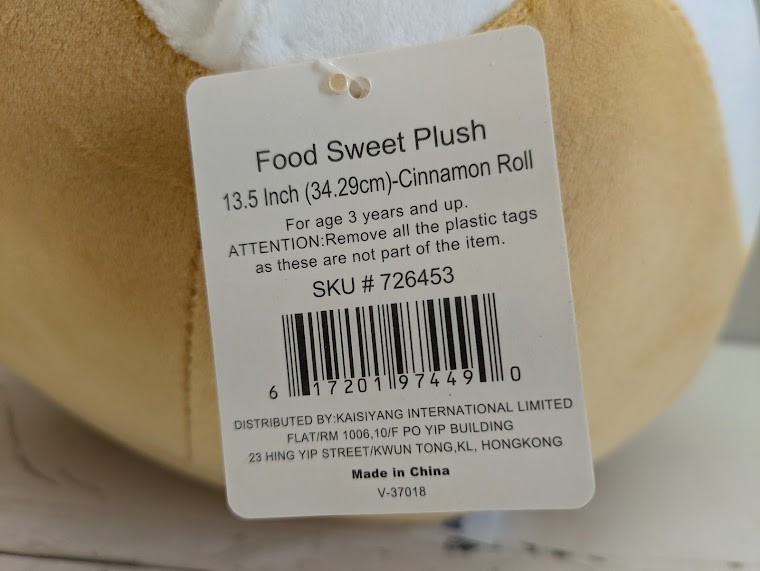 Food Sweet Plush
13.5 Inch (34.29cm)-Cinnamon Roll
For age 3 years and up.
ATTENTION:Remove all the plastic tags
as these are not part of the item.
SKU # 726453
6 17201 97449 0
DISTRIBUTED BY:KAISIYANG INTERNATIONAL LIMITED
FLAT/RM 1006,10/F PO YIP BUILDING
23 HING YIP STREET/KWUN TONG,KL, HONGKONG
Made in China
V-37018